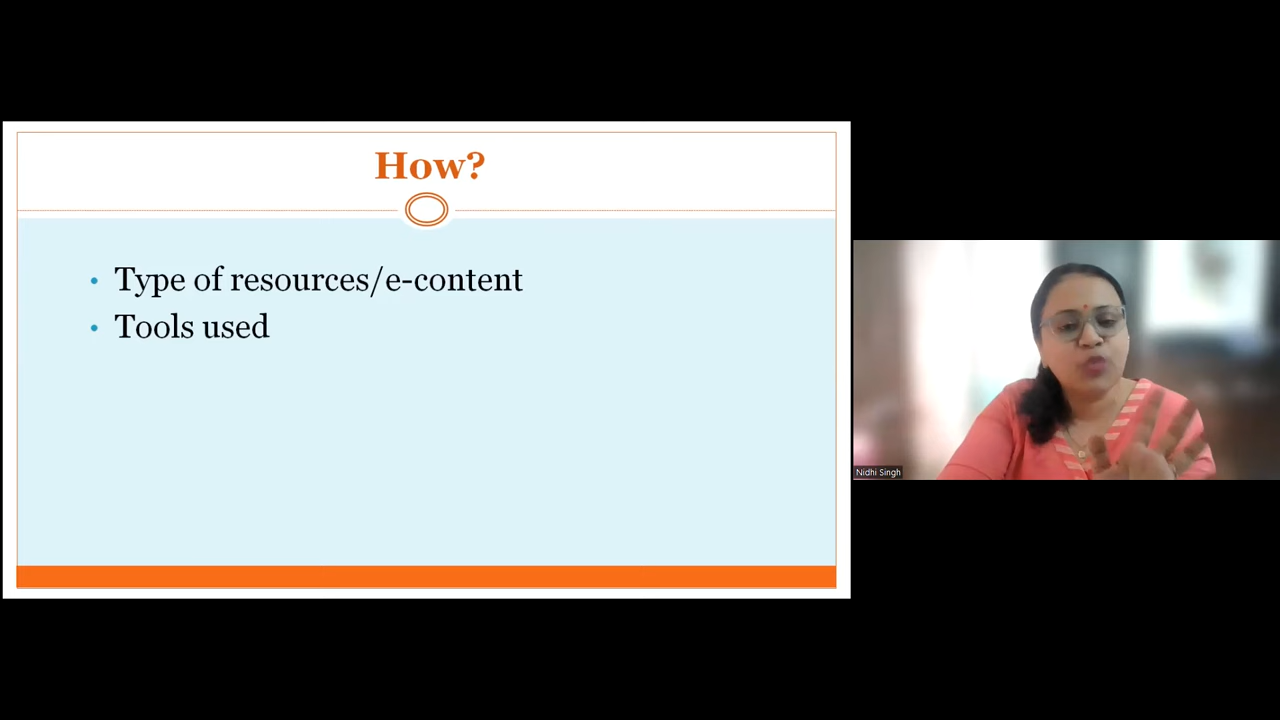 How?
Type of resources/e-content
Tools used
Nidhi Singh